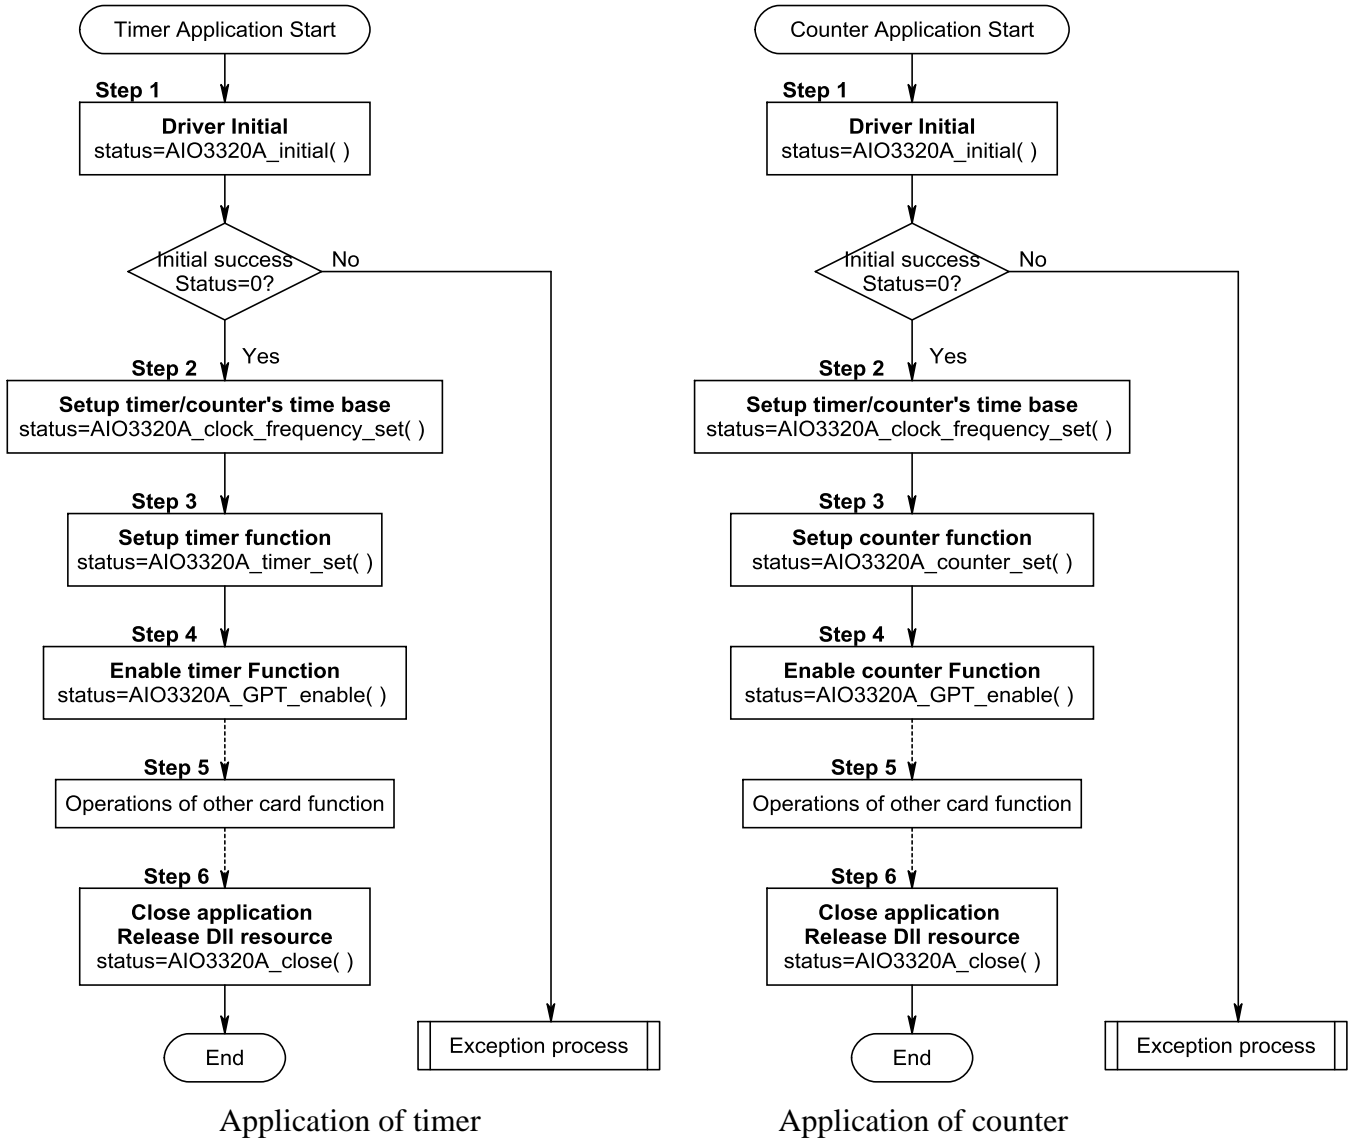 Timer Application Start
Step 1
Driver Initial
status=AIO3320A_initial( )
Initial success
Status=0?
No
Yes
Step 2
Setup timer/counter's time base
status=AIO3320A_clock_frequency_set( )
Step 3
Setup timer function
status=AIO3320A_timer_set( )
Step 4
Enable timer Function
status=AIO3320A_GPT_enable( )
Step 5
Operations of other card function
Step 6
Close application
Release Dll resource
status=AIO3320A_close( )
End
Exception process
Application of timer
Counter Application Start
Step 1
Driver Initial
status=AIO3320A_initial( )
Initial success
Status=0?
No
Yes
Step 2
Setup timer/counter's time base
status=AIO3320A_clock_frequency_set( )
Step 3
Setup counter function
status=AIO3320A_counter_set( )
Step 4
Enable counter Function
status=AIO3320A_GPT_enable( )
Step 5
Operations of other card function
Step 6
Close application
Release Dll resource
status=AIO3320A_close( )
End
Exception process
Application of counter